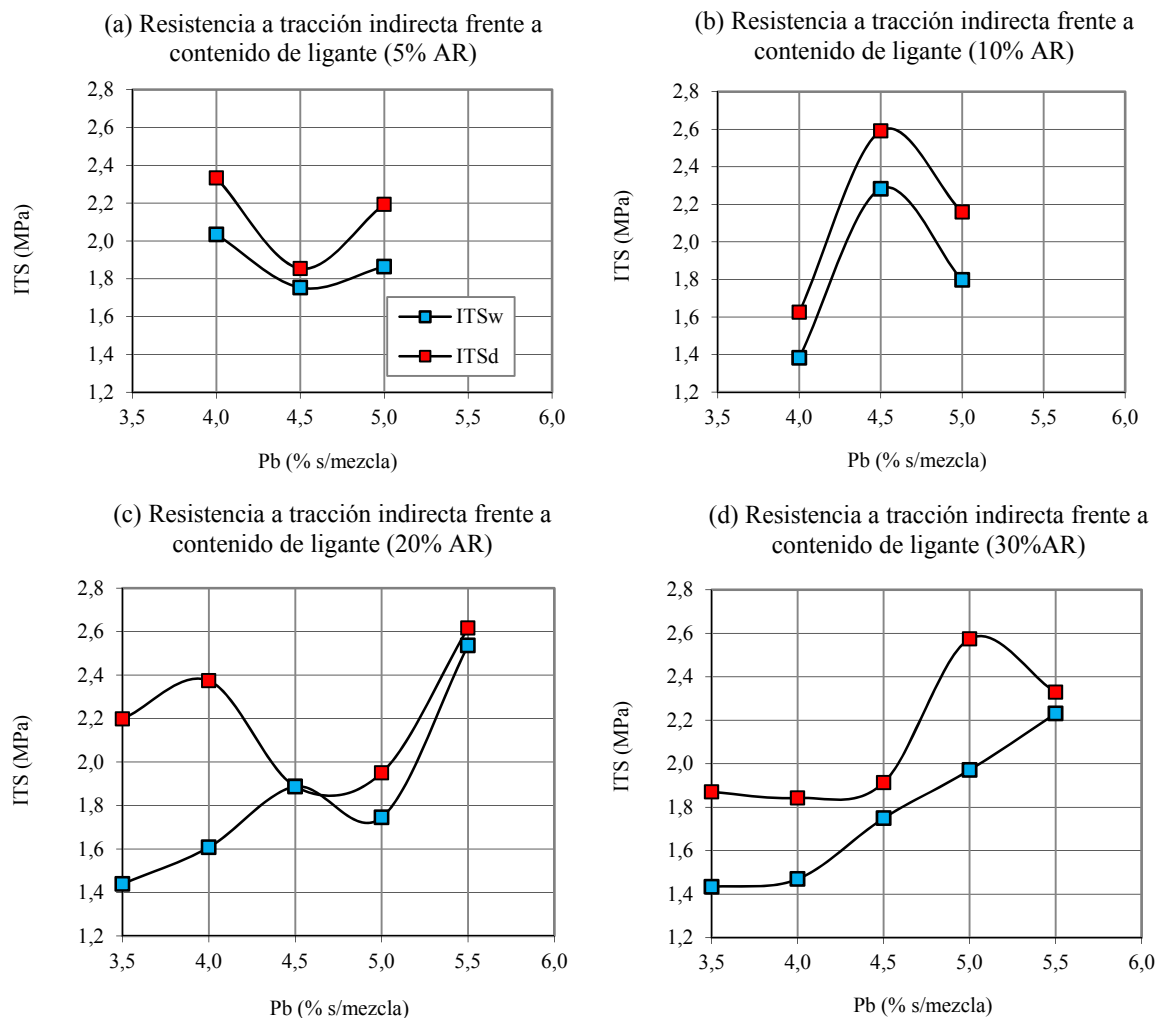 (a) Resistencia a tracción indirecta frente a
contenido de ligante (5% AR)
2,8
2,6
2,4
2,2
2,0
1,8
1,6
1,4
1,2
ITS (MPa)
ITSw
ITSd
3,5 4,0 4,5 5,0 5,5 6,0
Pb (% s/mezcla)
(b) Resistencia a tracción indirecta frente a
contenido de ligante (10% AR)
2,8
2,6
2,4
2,2
2,0
1,8
1,6
1,4
1,2
ITS (MPa)
3,5 4,0 4,5 5,0 5,5 6,0
Pb (% s/mezcla)
(c) Resistencia a tracción indirecta frente a
contenido de ligante (20% AR)
2,8
2,6
2,4
2,2
2,0
1,8
1,6
1,4
1,2
ITS (MPa)
3,5 4,0 4,5 5,0 5,5 6,0
Pb (% s/mezcla)
(d) Resistencia a tracción indirecta frente a
contenido de ligante (30%AR)
2,8
2,6
2,4
2,2
2,0
1,8
1,6
1,4
1,2
ITS (MPa)
3,5 4,0 4,5 5,0 5,5 6,0
Pb (% s/mezcla)